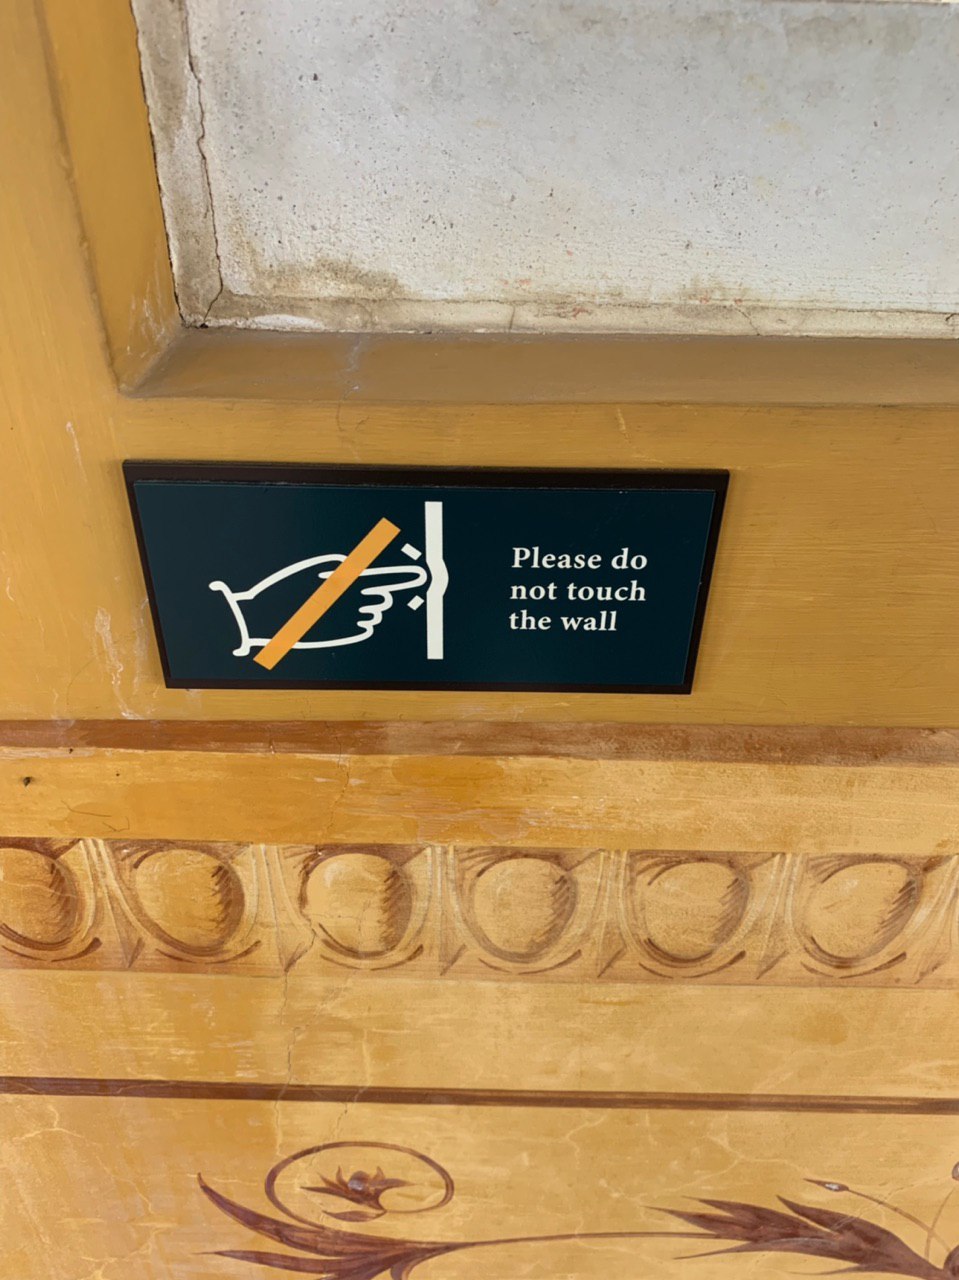 Please do
not touch
the wall